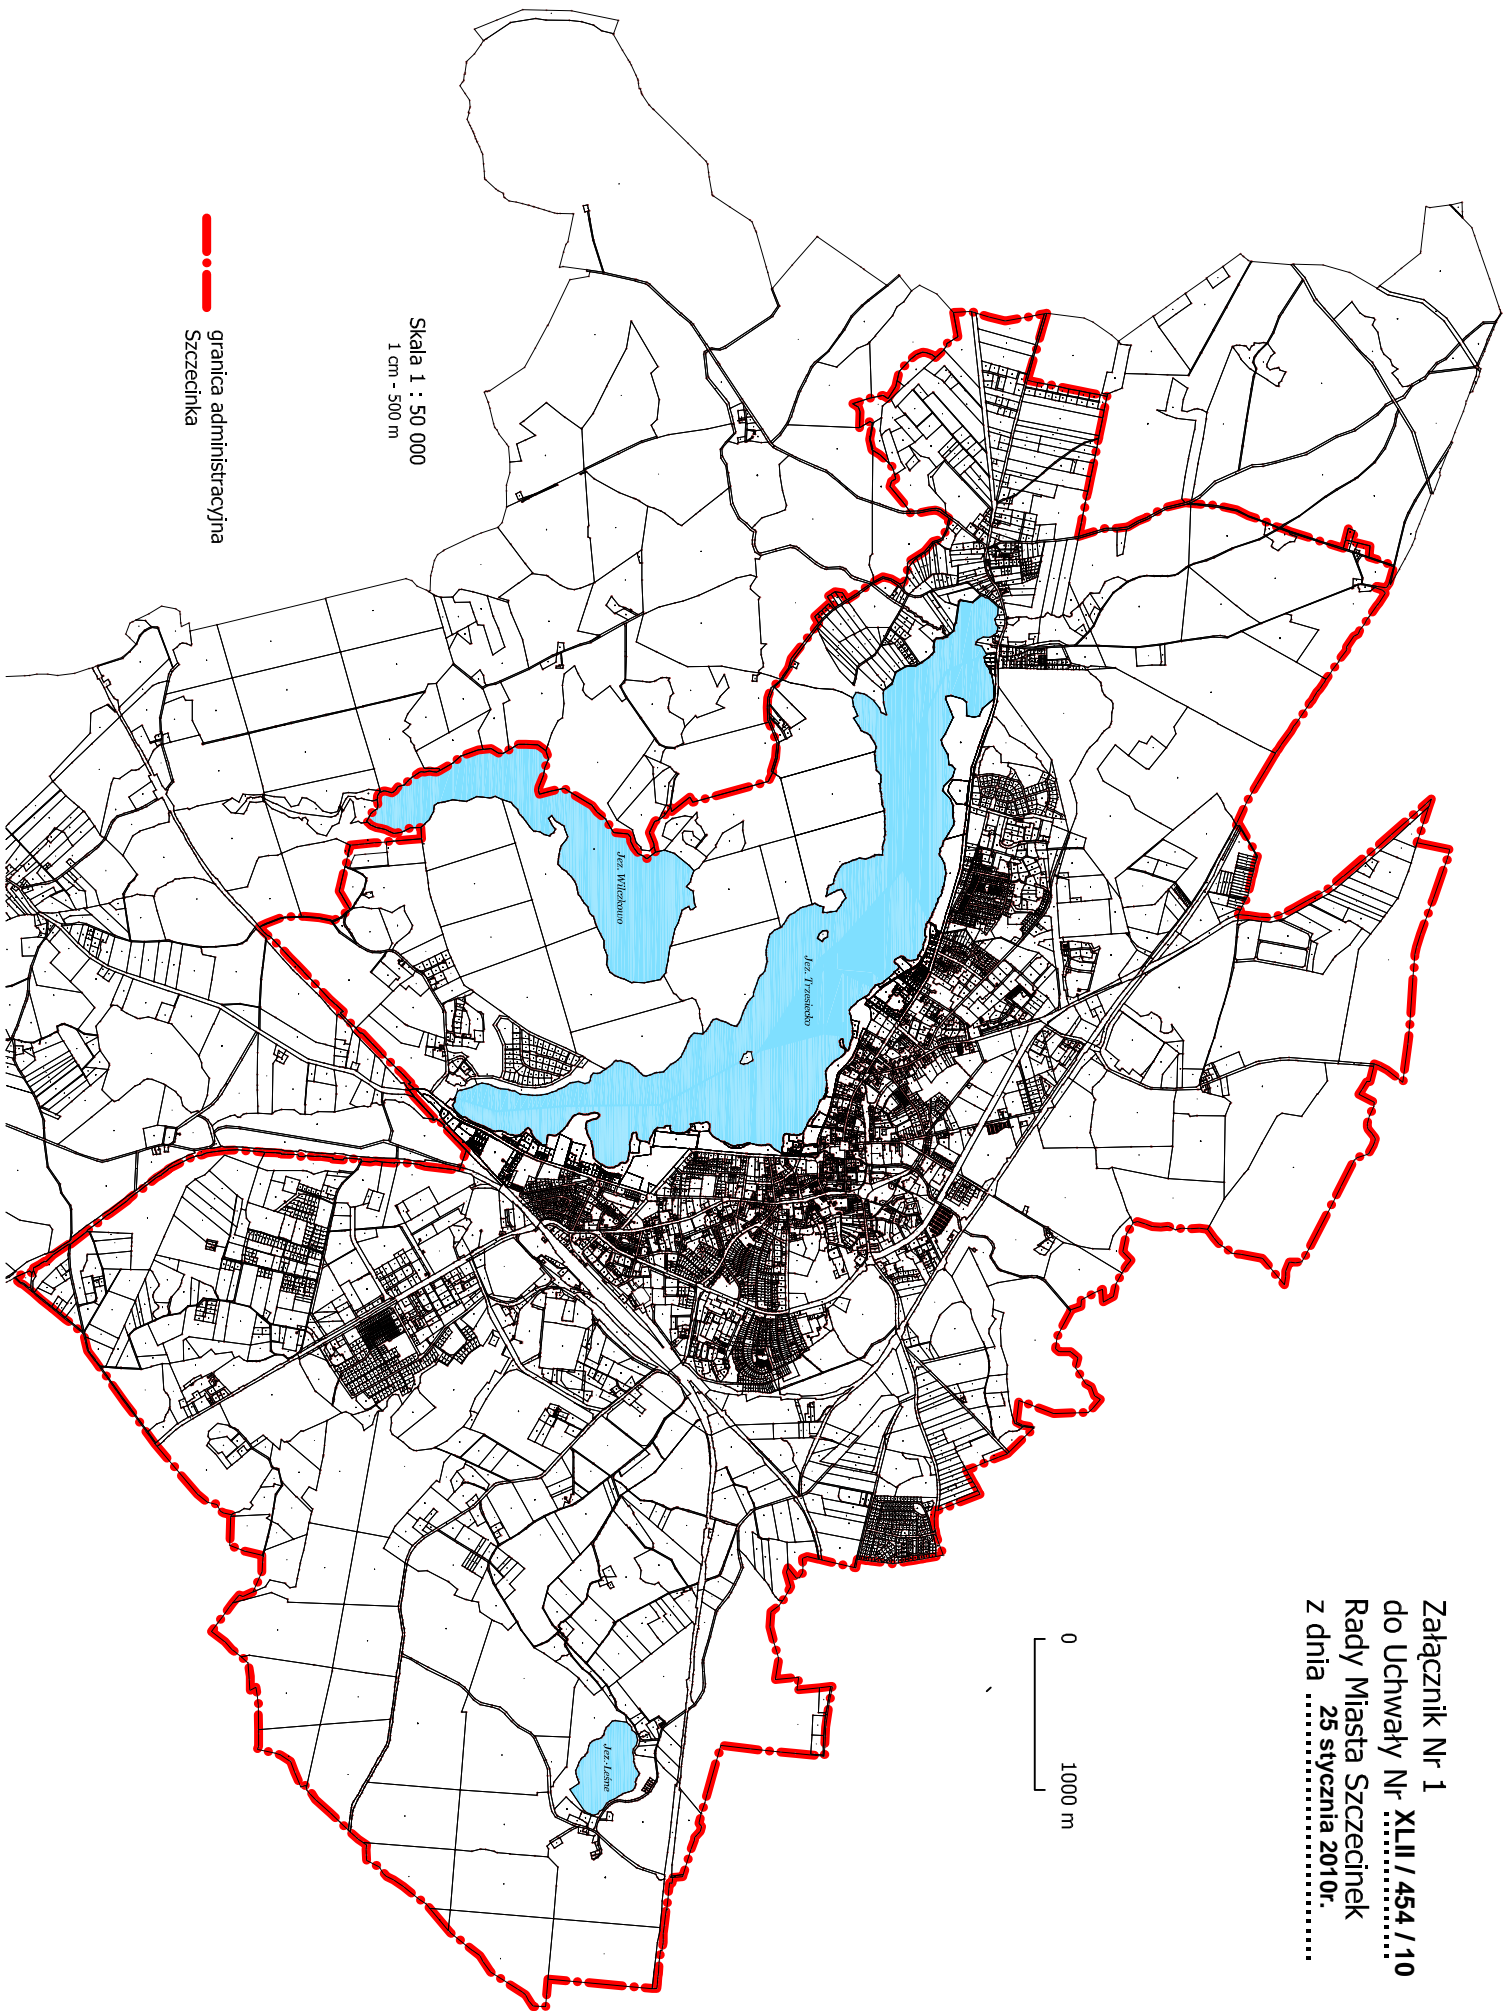 Załącznik Nr 1
do Uchwały Nr XLII / 454 / 10
Rady Miasta Szczecinek
z dnia 25 stycznia 2010r.
0 1000 m
Jez. Trzesiecko
Jez. Wilczkowo
Jez. Leśne
Skala 1 : 50 000
1 cm - 500 m
granica administracyjna
Szczecinka